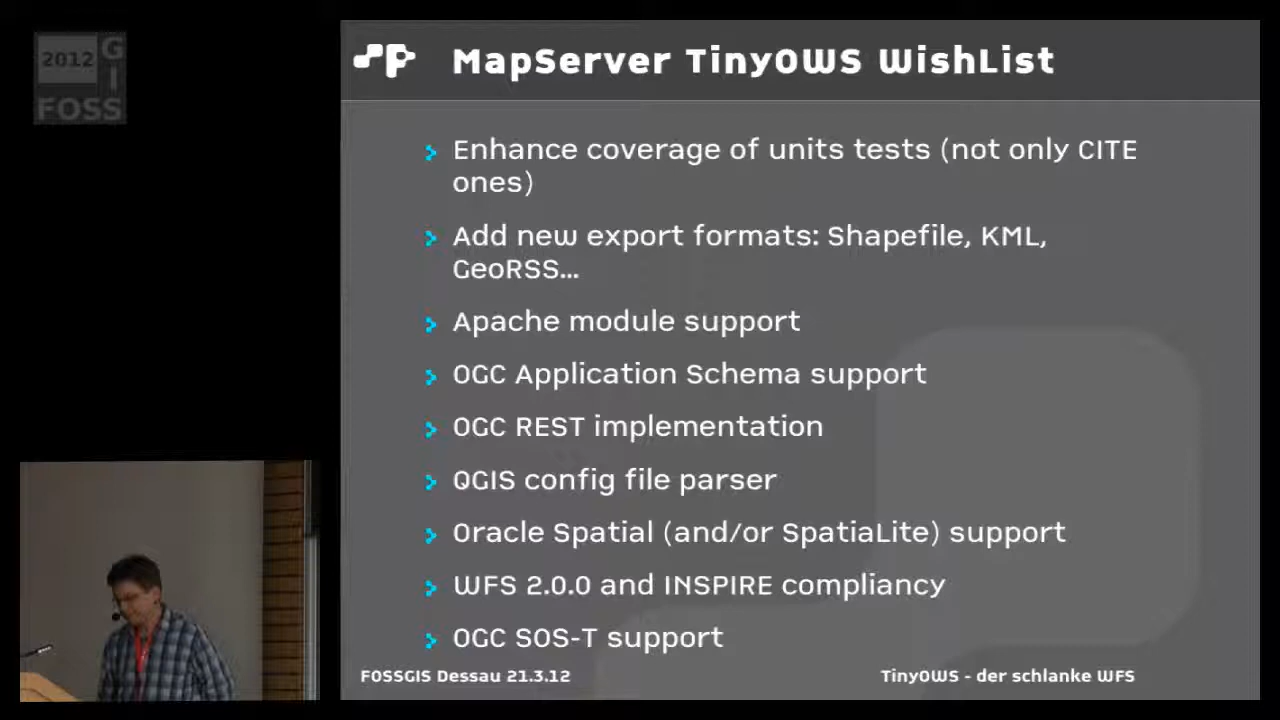 2012
G
I
FOSS
MapServer TinyOWS WishList
Enhance coverage of units tests (not only CITE
ones)
Add new export formats: Shapefile, KML,
GeoRSS...
Apache module support
OGC Application Schema support
OGC REST implementation
QGIS config file parser
Oracle Spatial (and/or SpatiaLite) support
WFS 2.0.0 and INSPIRE compliancy
OGC SOS-T support
FOSSGIS Dessau 21.3.12
TinyOWS - der schlanke WFS